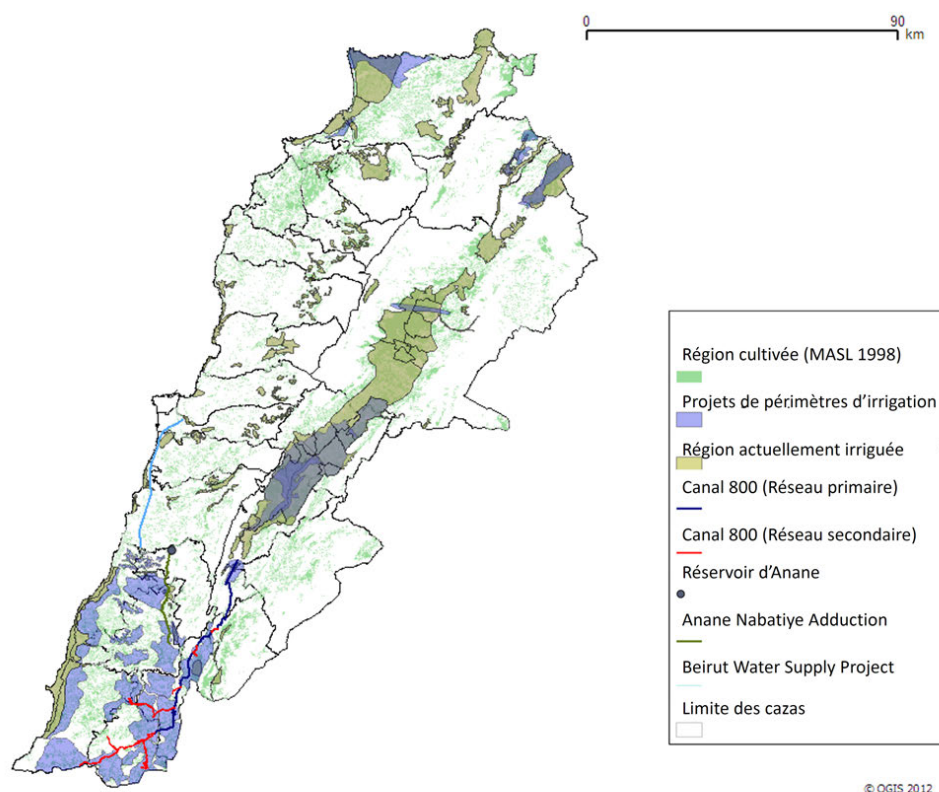 0
90
km
Région cultivée (MASL 1998)
Projets de périmètres d’irrigation
Région actuellement irriguée
Canal 800 (Réseau primaire)
Canal 800 (Réseau secondaire)
Réservoir d’Anane
Anane Nabatiye Adduction
Beirut Water Supply Project
Limite des cazas
© QGIS 2012